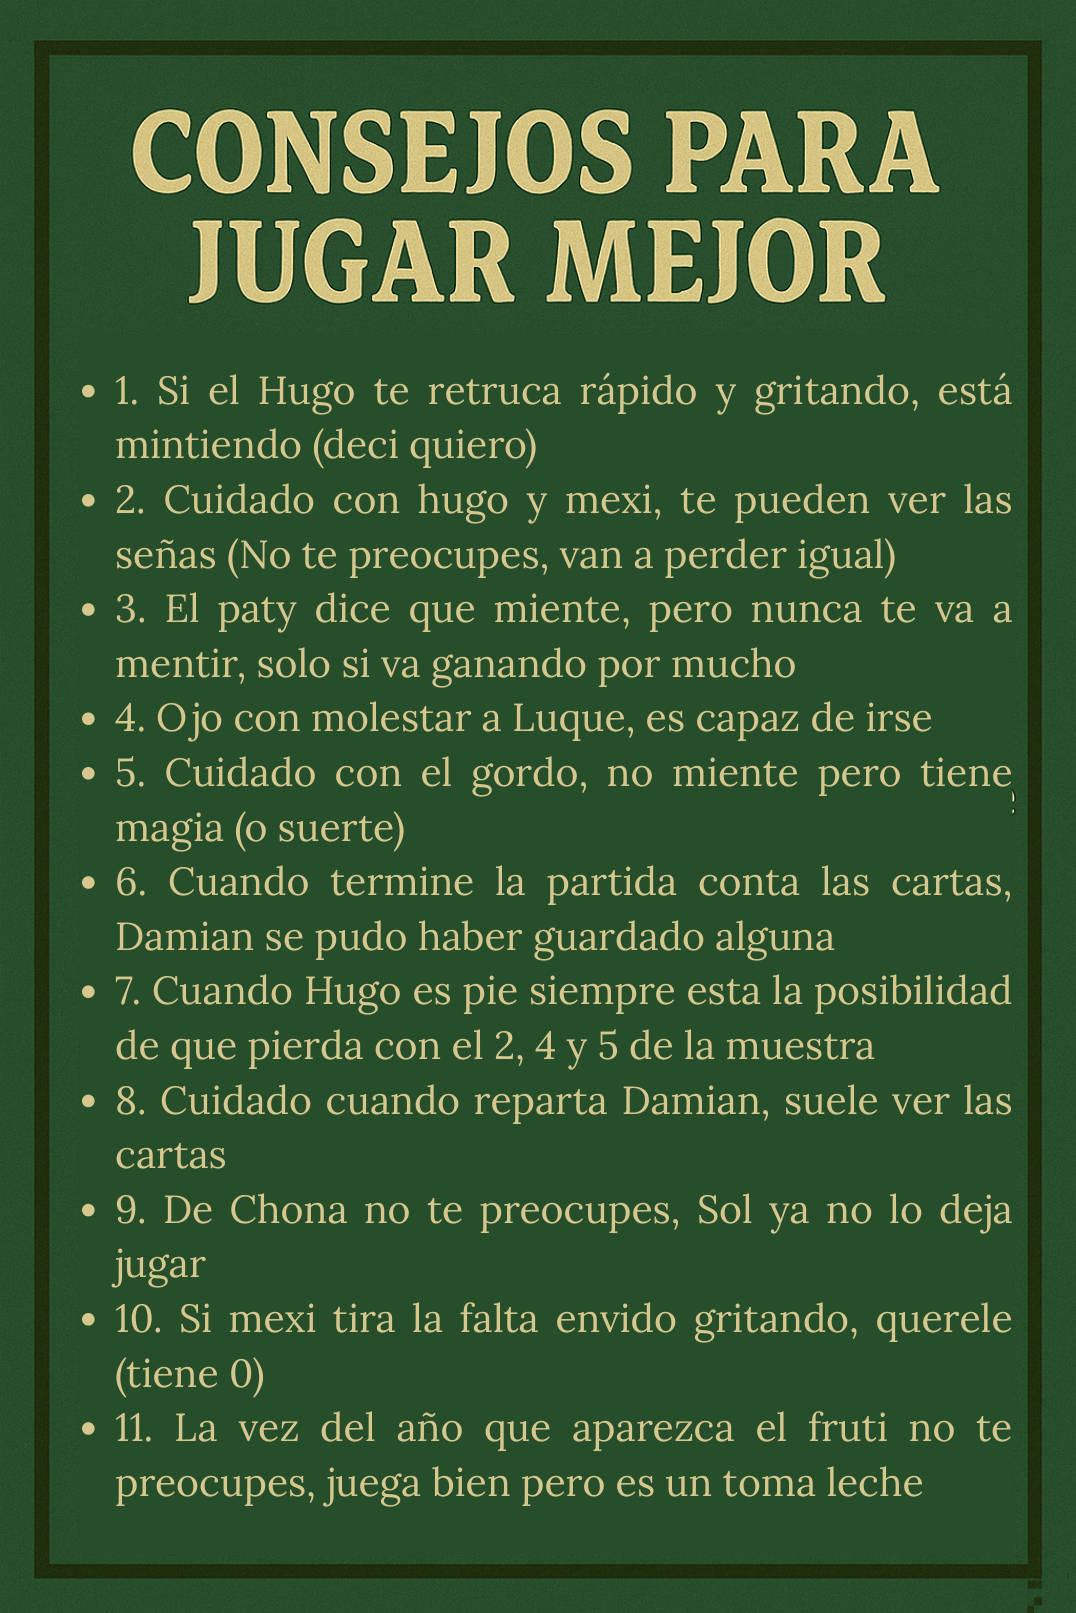 CONSEJOS PARA
JUGAR MEJOR
• 1. Si el Hugo te retruca rápido y gritando, está
mintiendo (deci quiero)
• 2. Cuidado con hugo y mexi, te pueden ver las
señas (No te preocupes, van a perder igual)
• 3. El paty dice que miente, pero nunca te va a
mentir, solo si va ganando por mucho
• 4. Ojo con molestar a Luque, es capaz de irse
• 5. Cuidado con el gordo, no miente pero tiene
magia (o suerte)
• 6. Cuando termine la partida conta las cartas,
Damian se pudo haber guardado alguna
• 7. Cuando Hugo es pie siempre esta la posibilidad
de que pierda con el 2, 4 y 5 de la muestra
• 8. Cuidado cuando reparta Damian, suele ver las
cartas
• 9. De Chona no te preocupes, Sol ya no lo deja
jugar
• 10. Si mexi tira la falta envido gritando, querele
(tiene 0)
• 11. La vez del año que aparezca el fruti no te
preocupes, juega bien pero es un toma leche